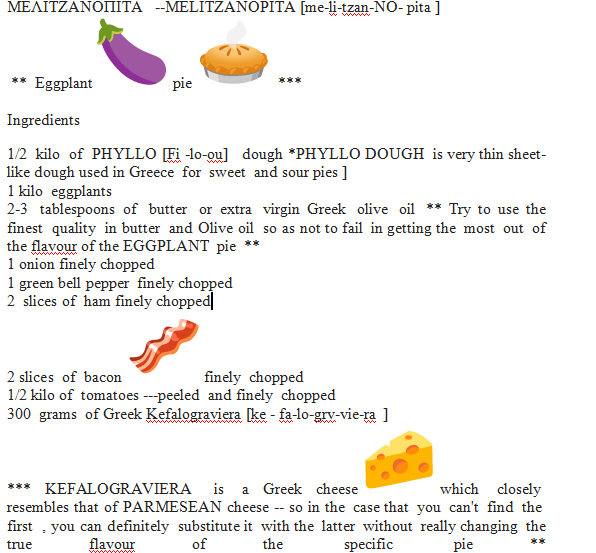 ΜΕΛΙΤΖΑΝΟΠΙΤΑ --MELITZANOPITA [me-li-tzan-NO- pita ]
** Eggplant pie ***
Ingredients
1/2 kilo of PHYLLO [Fi -lo-ou] dough *PHYLLO DOUGH is very thin sheet-
like dough used in Greece for sweet and sour pies ]
1 kilo eggplants
2-3 tablespoons of butter or extra virgin Greek olive oil ** Try to use the
finest quality in butter and Olive oil so as not to fail in getting the most out of
the flavour of the EGGPLANT pie **
1 onion finely chopped
1 green bell pepper finely chopped
2 slices of ham finely chopped
2 slices of bacon finely chopped
1/2 kilo of tomatoes ---peeled and finely chopped
300 grams of Greek Kefalograviera [ke - fa-lo-grv-vie-ra ]
*** KEFALOGRAVIERA is a Greek cheese which closely
resembles that of PARMESEAN cheese -- so in the case that you can't find the
first , you can definitely substitute it with the latter without really changing the
true flavour of the specific pie **